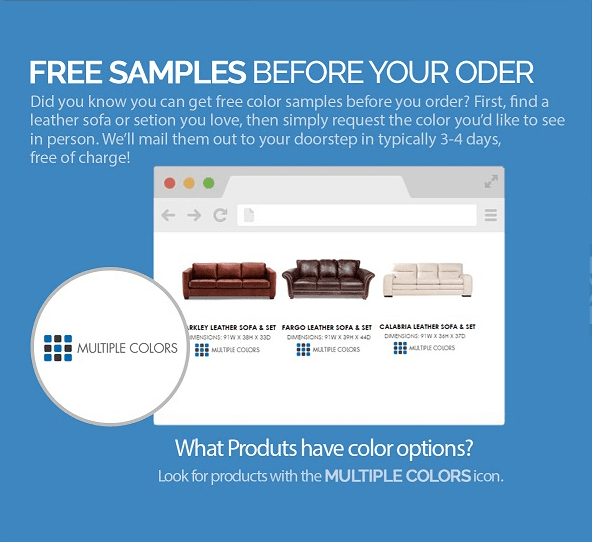 FREE SAMPLES BEFORE YOUR ODER
Did you know you can get free color samples before you order? First, find a
leather sofa or setion you love, then simply request the color you’d like to see
in person. We’ll mail them out to your doorstep in typically 3-4 days,
free of charge!
ARKLEY LEATHER SOFA & SET
DIMENSIONS: 91W X 38H X 33D
MULTIPLE COLORS
FARGO LEATHER SOFA & SET
DIMENSIONS: 91W X 39H X 44D
MULTIPLE COLORS
CALABRIA LEATHER SOFA & SET
DIMENSIONS: 91W X 36H X 37D
MULTIPLE COLORS
MULTIPLE COLORS
What Produts have color options?
Look for products with the MULTIPLE COLORS icon.